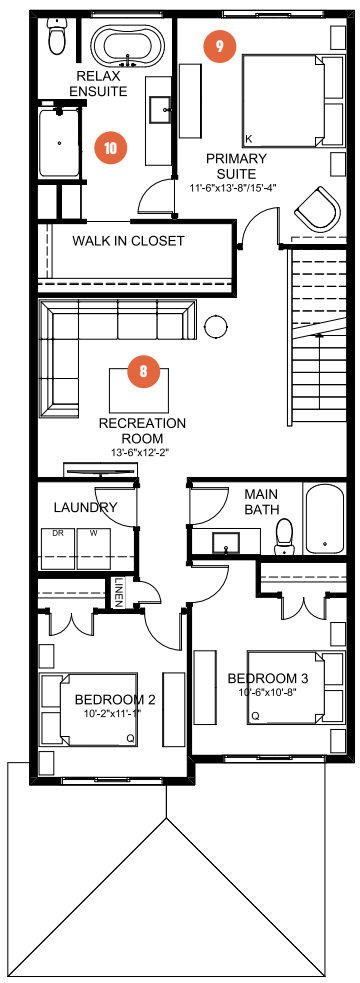 9
RELAX
ENSUITE
10
K
PRIMARY
SUITE
11'-6"x13'-8"/15'-4"
WALK IN CLOSET
8
RECREATION
ROOM
13'-6"x12'-2"
LAUNDRY
DR
W
MAIN
BATH
LINEN
BEDROOM 3
10'-6"x10'-8"
Q
BEDROOM 2
10'-2"x11'-1"
Q